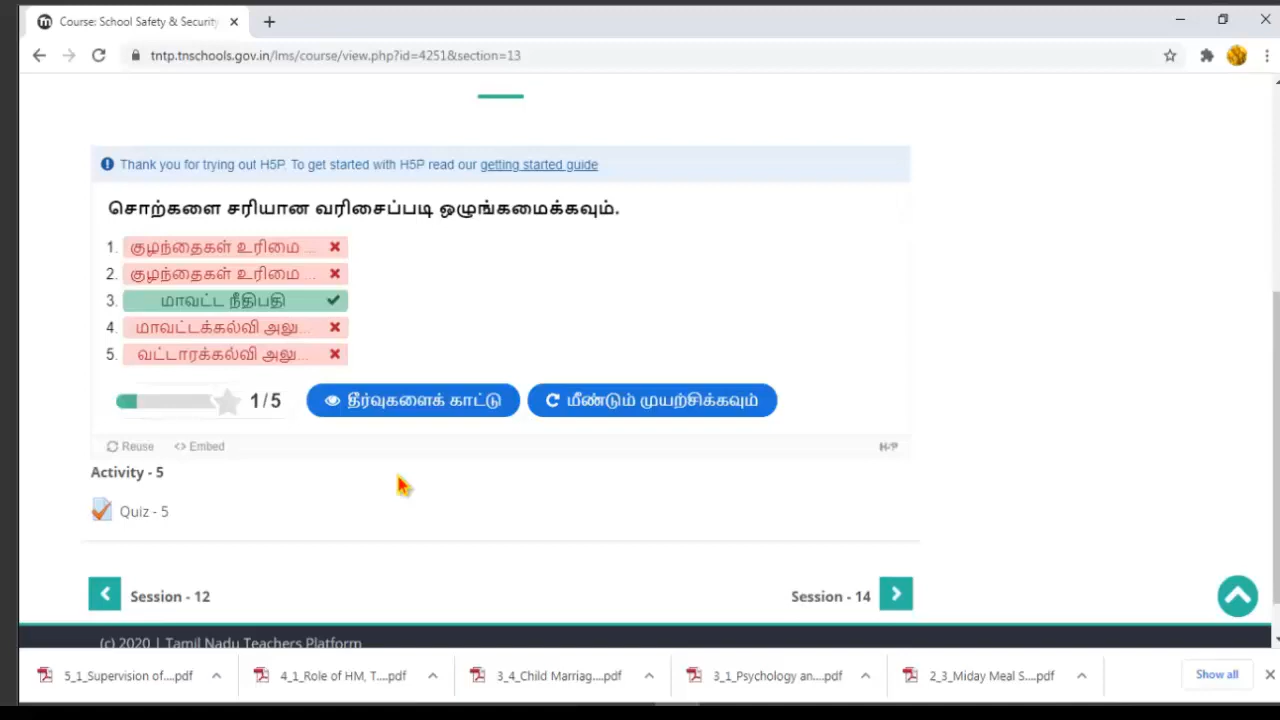 Course: School Safety & Security
tntp.tnschools.gov.in/lms/course/view.php?id=4251&section=13
Thank you for trying out H5P. To get started with H5P read our getting started guide
சொற்களை சரியான வரிசைப்படி ஒழுங்கமைக்கவும்.
1. குழந்தைகள் உரிமை ...
2. குழந்தைகள் உரிமை ...
3. மாவட்ட நீதிபதி
4. மாவட்டக்கல்வி அலு...
5. வட்டாரக்கல்வி அலு...
1/5 தீர்வுகளைக் காட்டு மீண்டும் முயற்சிக்கவும்
Reuse <> Embed H5P
Activity - 5
Quiz - 5
Session - 12 Session - 14
(c) 2020 | Tamil Nadu Teachers Platform
5_1_Supervision of....pdf 4_1_Role of HM, T....pdf 3_4_Child Marriag....pdf 3_1_Psychology an....pdf 2_3_Miday Meal S....pdf Show all